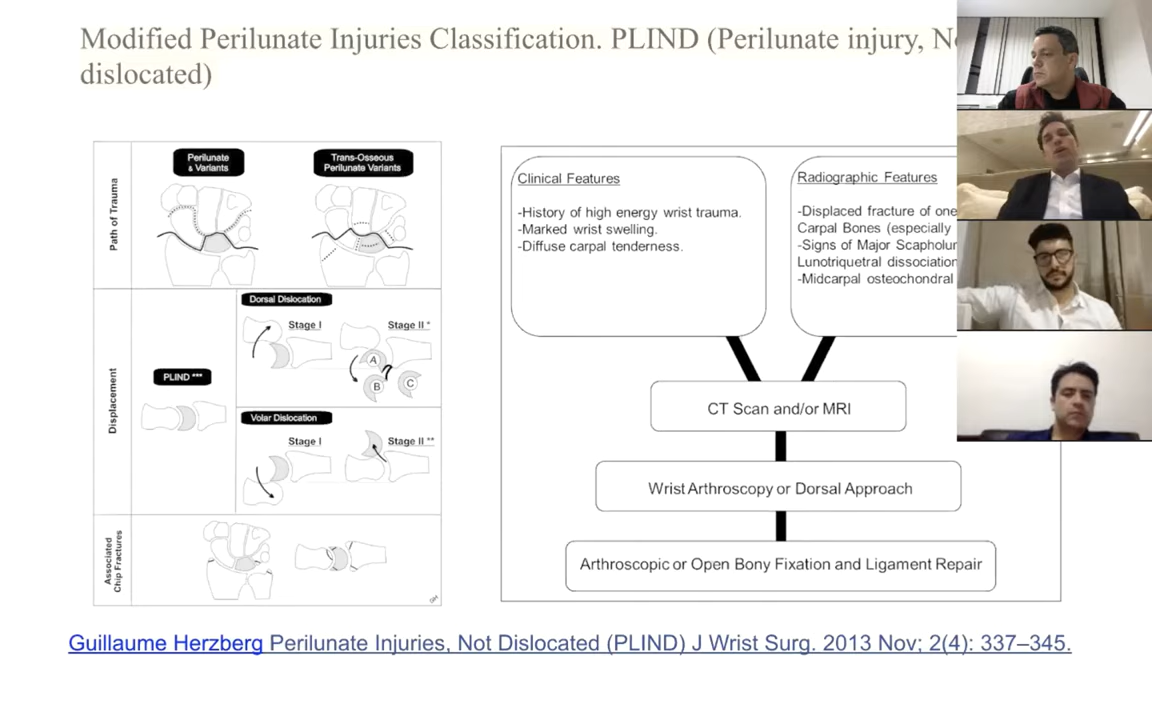 Modified Perilunate Injuries Classification. PLIND (Perilunate injury,
dislocated)
Perilunate
& Variants
Trans-Osseous
Perilunate Variants
Path of Trauma
Displacement
PLIND ***
Dorsal Dislocation
Stage I
Stage II *
A
B
C
Volar Dislocation
Stage I
Stage II **
Associated
Chip Fractures
Clinical Features
-History of high energy wrist trauma.
-Marked wrist swelling.
-Diffuse carpal tenderness.
Radiographic Features
-Displaced fracture of one
Carpal Bones (especially
-Signs of Major
Lunotriquetral dissociation
-Midcarpal osteochondral
CT Scan and/or MRI
Wrist Arthroscopy or Dorsal Approach
Arthroscopic or Open Bony Fixation and Ligament Repair
Guillaume Herzberg Perilunate Injuries, Not Dislocated (PLIND) J Wrist Surg. 2013 Nov; 2(4): 337–345.